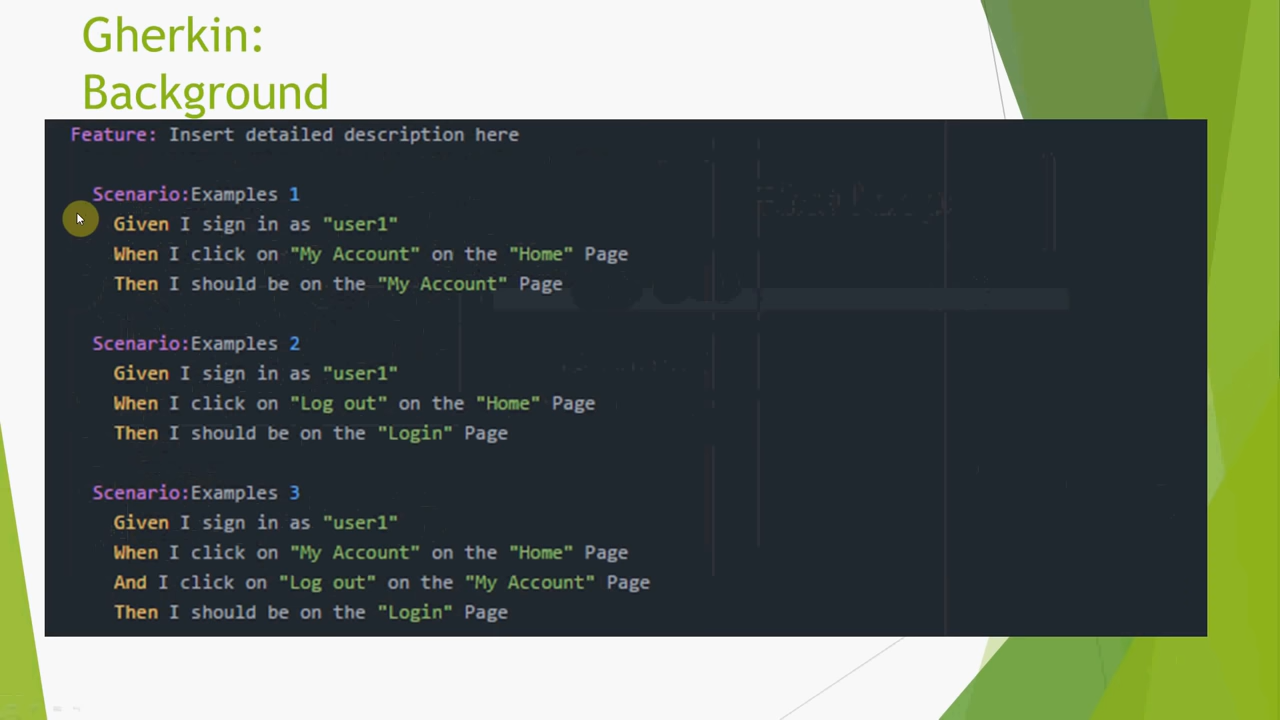 Gherkin:
Background
Feature: Insert detailed description here
Scenario:Examples 1
Given I sign in as "user1"
When I click on "My Account" on the "Home" Page
Then I should be on the "My Account" Page
Scenario:Examples 2
Given I sign in as "user1"
When I click on "Log out" on the "Home" Page
Then I should be on the "Login" Page
Scenario:Examples 3
Given I sign in as "user1"
When I click on "My Account" on the "Home" Page
And I click on "Log out" on the "My Account" Page
Then I should be on the "Login" Page